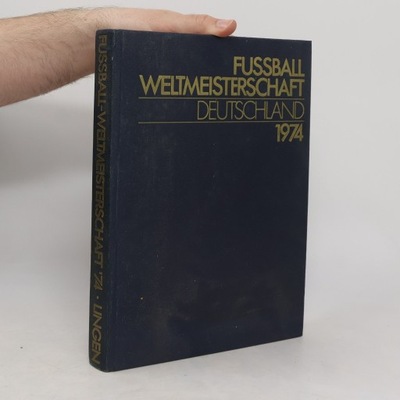 FUSSBALL
WELTMEISTERSCHAFT
DEUTSCHLAND
1974
FUSSBALL-WELTMEISTERSCHAFT '74 · LINGEN